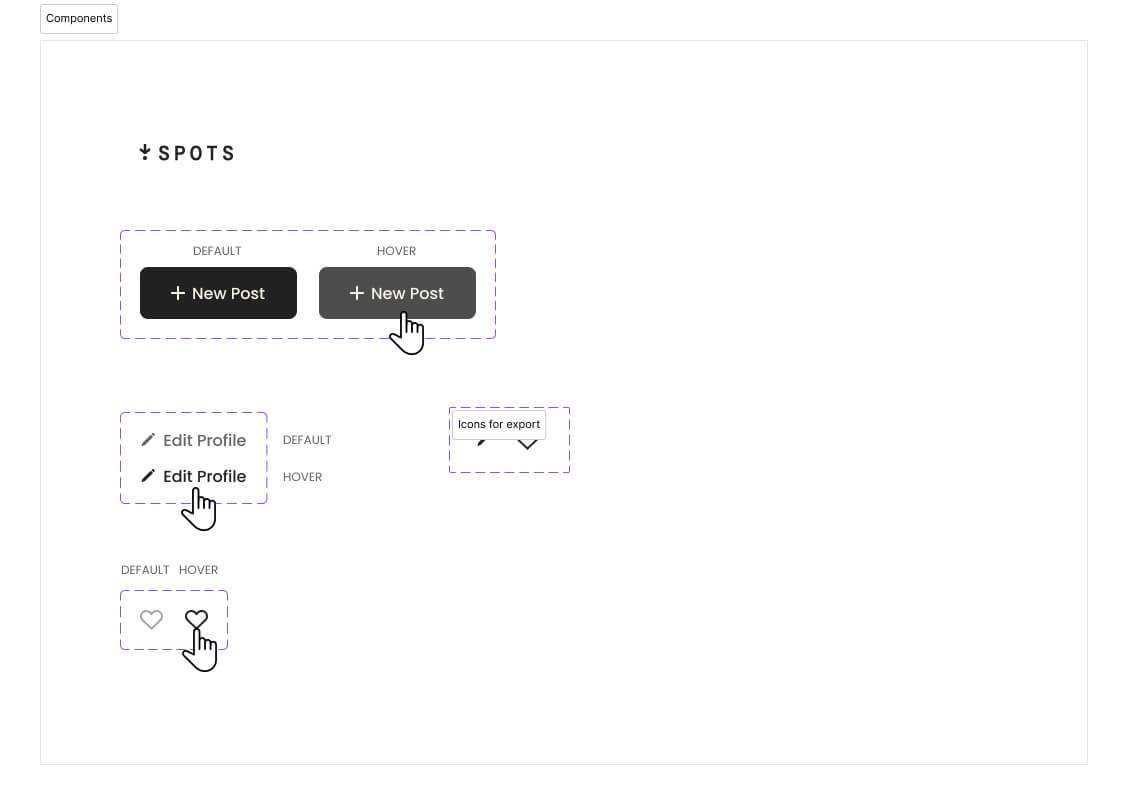 Components
SPOTS
DEFAULT HOVER
New Post New Post
Edit Profile DEFAULT
Icons for export
Edit Profile HOVER
DEFAULT HOVER